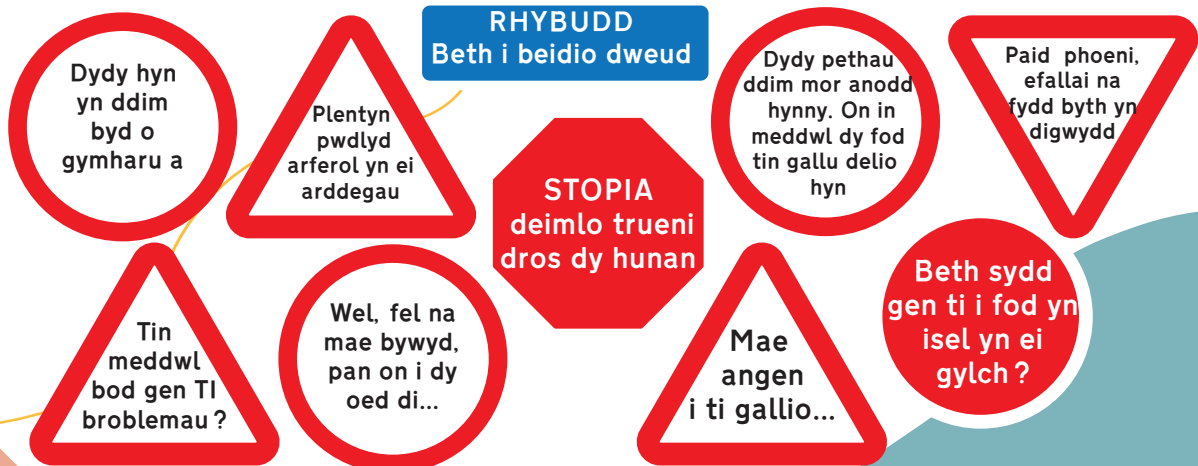 RHYBUDD
Beth i beidio dweud
Dydy hyn
yn ddim
byd o
gymharu a
Plentyn
pwdlyd
arferol yn ei
arddegau
STOPIA
deimlo trueni
dros dy hunan
Dydy pethau
ddim mor anodd
hynny. On in
meddwl dy fod
tin gallu delio
hyn
Paid phoeni,
efallai na
fydd byth yn
digwydd
Tin
meddwl
bod gen TI
broblemau ?
Wel, fel na
mae bywyd,
pan on i dy
oed di...
Mae
angen
i ti gallio...
Beth sydd
gen ti i fod yn
isel yn ei
gylch ?